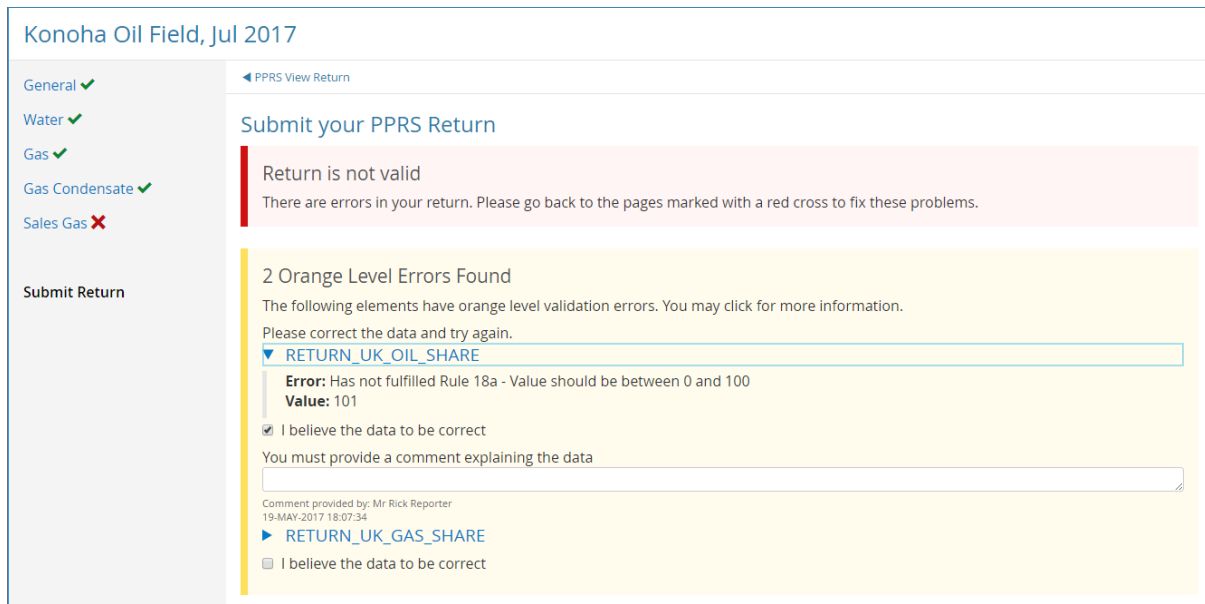 Konoha Oil Field, Jul 2017
General
Water
Gas
Gas Condensate
Sales Gas
Submit Return
PPRS View Return
Submit your PPRS Return
Return is not valid
There are errors in your return. Please go back to the pages marked with a red cross to fix these problems.
2 Orange Level Errors Found
The following elements have orange level validation errors. You may click for more information.
Please correct the data and try again.
RETURN_UK_OIL_SHARE
Error: Has not fulfilled Rule 18a - Value should be between 0 and 100
Value: 101
I believe the data to be correct
You must provide a comment explaining the data
Comment provided by: Mr Rick Reporter
19-MAY-2017 18:07:34
RETURN_UK_GAS_SHARE
I believe the data to be correct